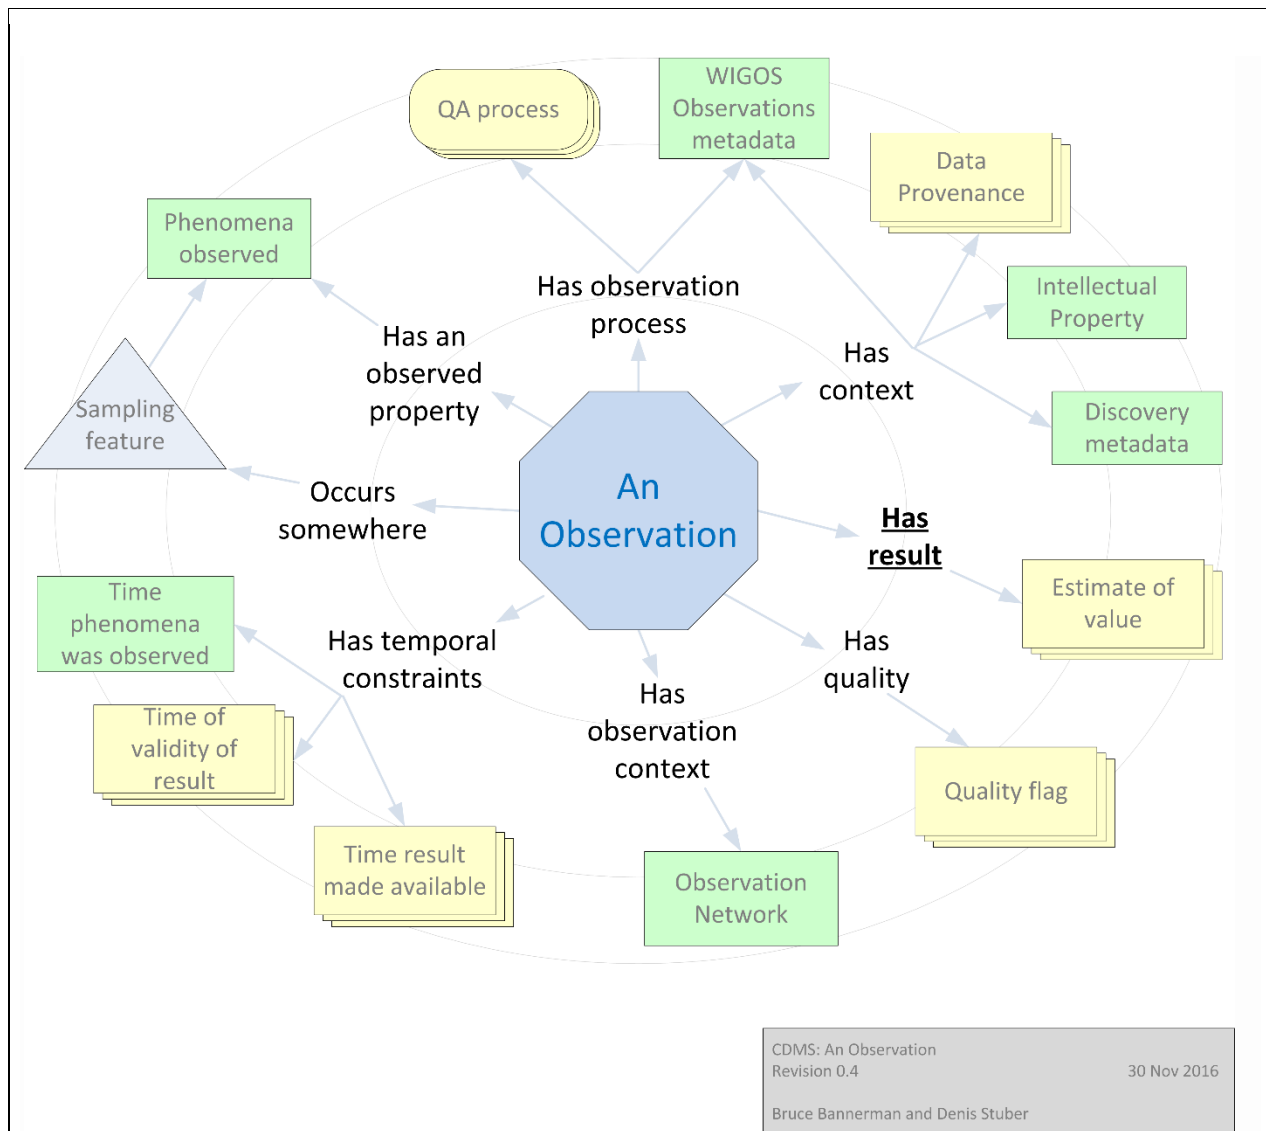 QA process
WIGOS
Observations
metadata
Data
Provenance
Phenomena
observed
Has observation
process
Intellectual
Property
Has an
observed
property
Has
context
Sampling
feature
Discovery
metadata
An
Observation
Occurs
somewhere
Has
result
Time
phenomena
was observed
Estimate of
value
Has temporal
constraints
Has
quality
Has
observation
context
Time of
validity of
result
Quality flag
Time result
made available
Observation
Network
CDMS: An Observation
Revision 0.4 30 Nov 2016
Bruce Bannerman and Denis Stuber